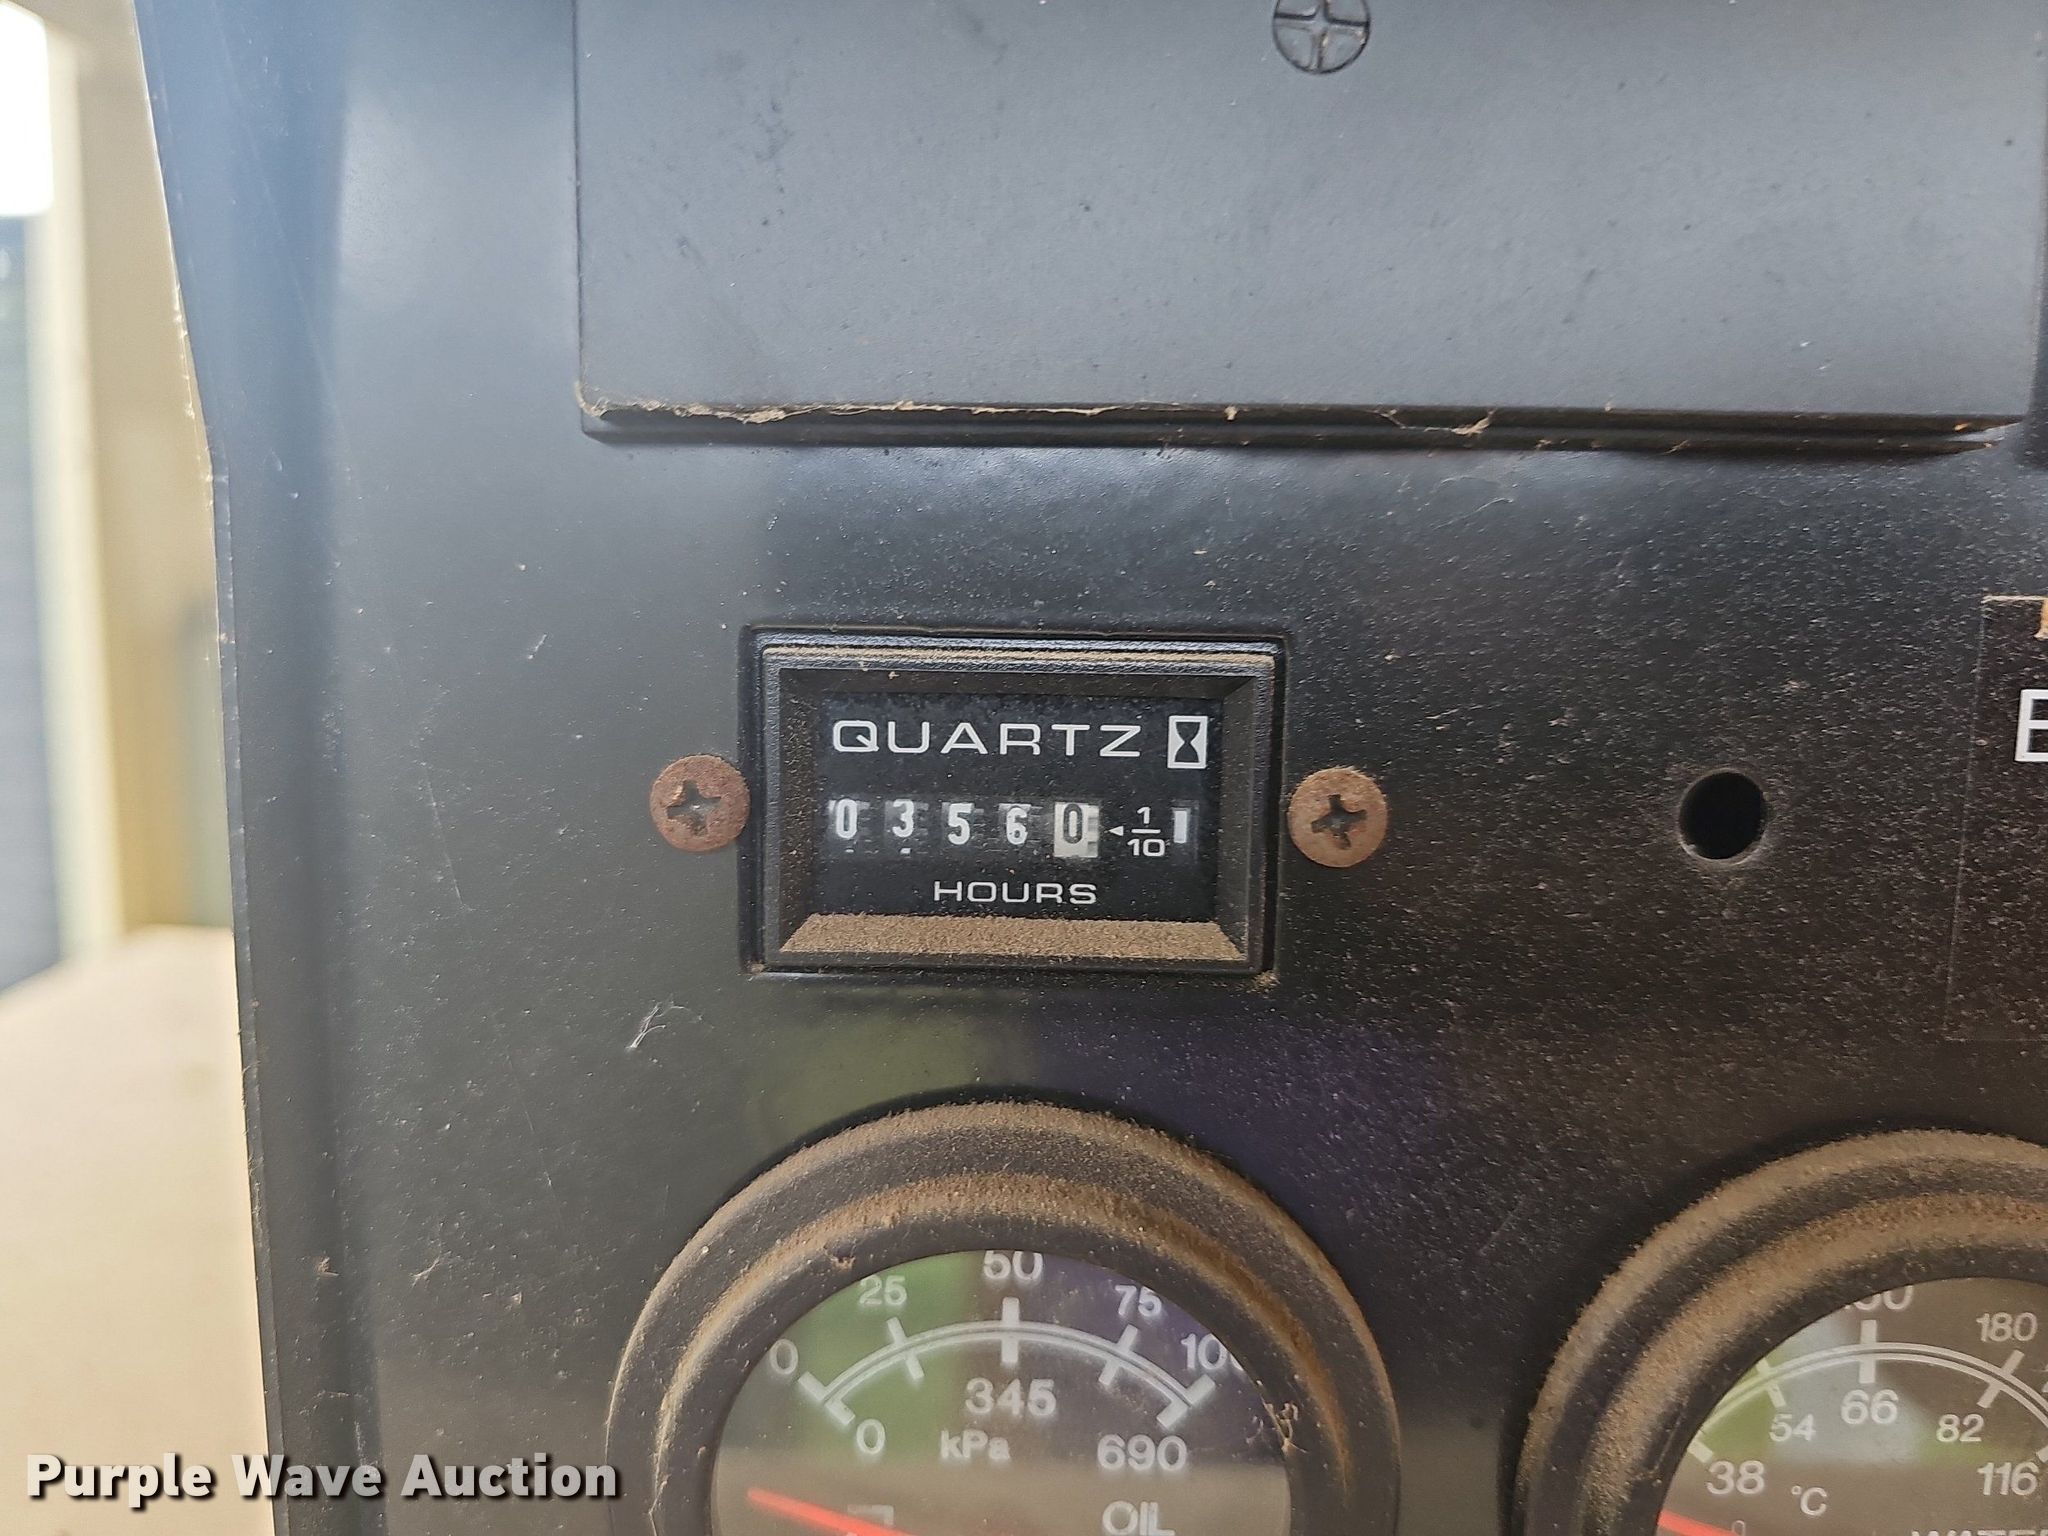 QUARTZ
03560 1/10
HOURS
E
0 25 50 75 100
0 345 690
kPa
OIL
180
38 54 66 82 116
°C
Purple Wave Auction